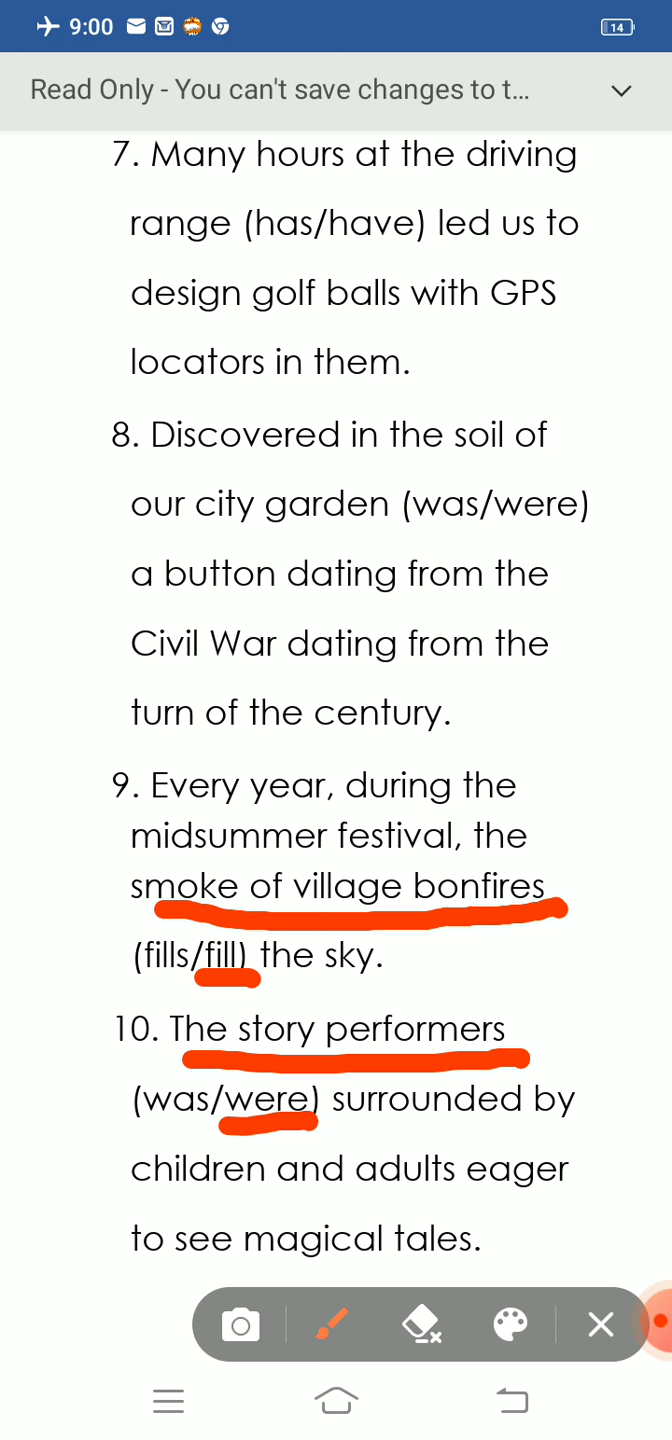 9:00
14
Read Only - You can't save changes to t...
7. Many hours at the driving
range (has/have) led us to
design golf balls with GPS
locators in them.
8. Discovered in the soil of
our city garden (was/were)
a button dating from the
Civil War dating from the
turn of the century.
9. Every year, during the
midsummer festival, the
smoke of village bonfires
(fills/fill) the sky.
10. The story performers
(was/were) surrounded by
children and adults eager
to see magical tales.